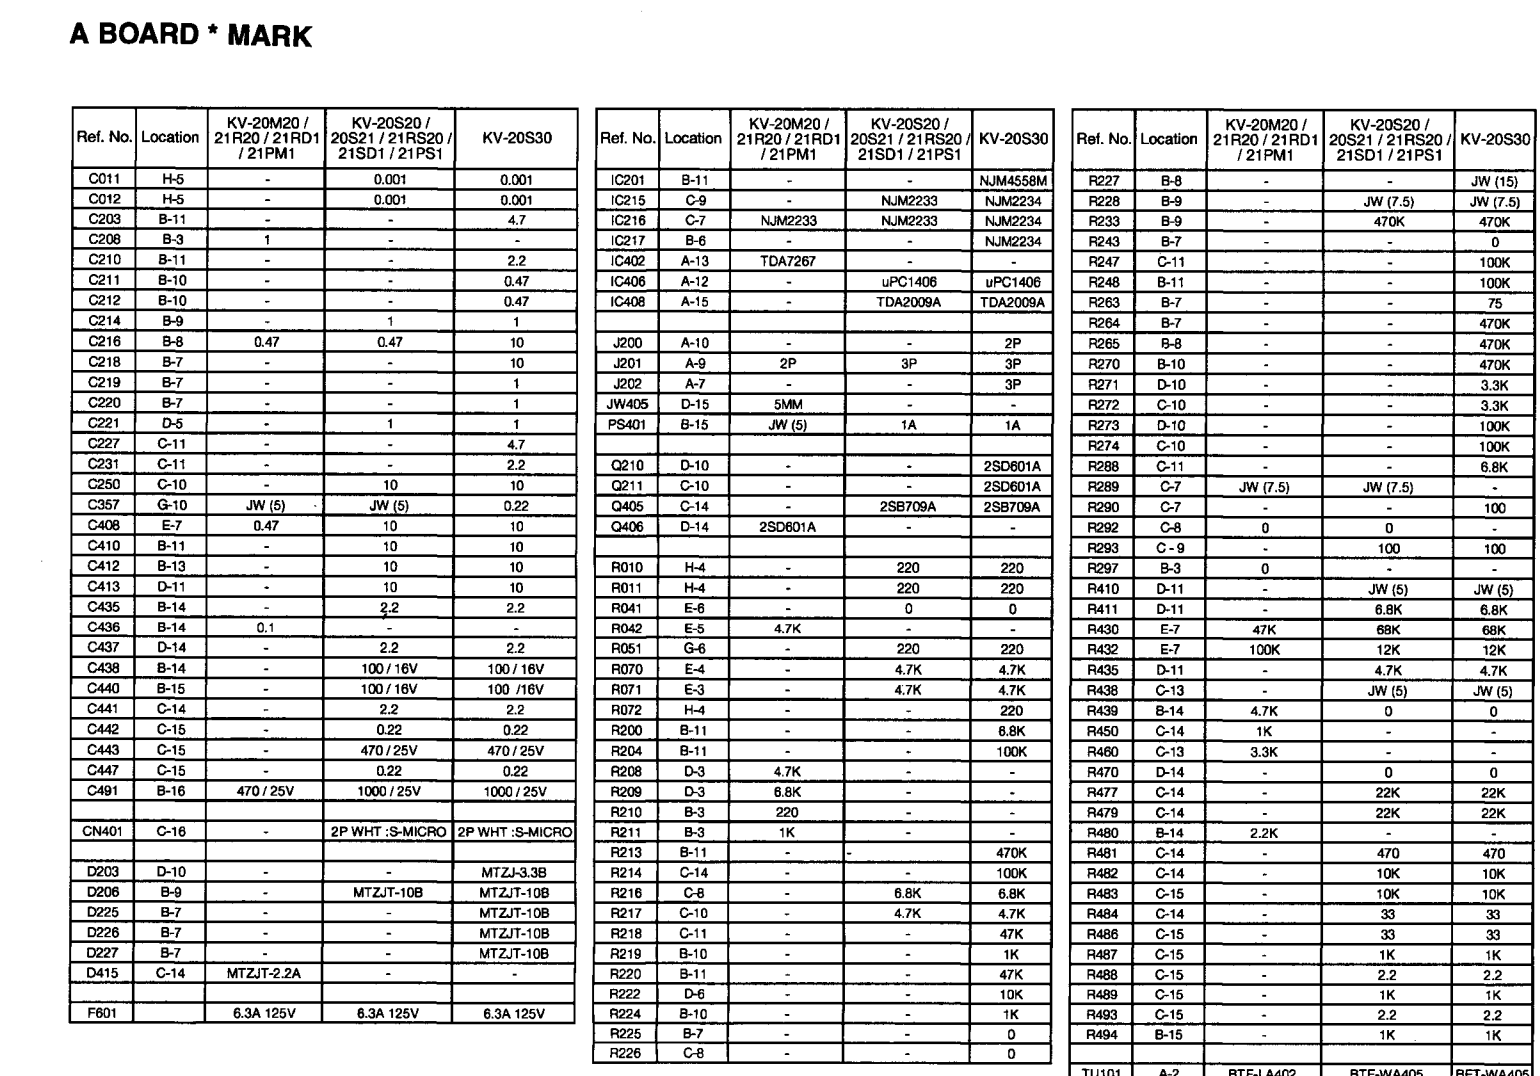 A BOARD * MARK
Ref. No. Location KV-20M20 / 21R20 / 21RD1 / 21PM1 KV-20S20 / 20S21 / 21RS20 / 21SD1 / 21PS1 KV-20S30
C011 H-5 - 0.001 0.001
C012 H-5 - 0.001 0.001
C203 B-11 - - 4.7
C208 B-3 1 - -
C210 B-11 - - 2.2
C211 B-10 - - 0.47
C212 B-10 - - 0.47
C214 B-9 - 1 1
C216 B-8 0.47 0.47 10
C218 B-7 - - 10
C219 B-7 - - 1
C220 B-7 - - 1
C221 D-5 - 1 1
C227 C-11 - - 4.7
C231 C-11 - - 2.2
C250 C-10 - 10 10
C357 G-10 JW (5) JW (5) 0.22
C408 E-7 0.47 10 10
C410 B-11 - 10 10
C412 B-13 - 10 10
C413 D-11 - 10 10
C435 B-14 - 2.2 2.2
C436 B-14 0.1 - -
C437 D-14 - 2.2 2.2
C438 B-14 - 100 / 16V 100 / 16V
C440 B-15 - 100 / 16V 100 /16V
C441 C-14 - 2.2 2.2
C442 C-15 - 0.22 0.22
C443 C-15 - 470 / 25V 470 / 25V
C447 C-15 - 0.22 0.22
C491 B-16 470 / 25V 1000 / 25V 1000 / 25V
CN401 C-16 - 2P WHT :S-MICRO 2P WHT :S-MICRO
D203 D-10 - - MTZJ-3.3B
D206 B-9 - MTZJT-10B MTZJT-10B
D225 B-7 - - MTZJT-10B
D226 B-7 - - MTZJT-10B
D227 B-7 - - MTZJT-10B
D415 C-14 MTZJT-2.2A - -
F601 6.3A 125V 6.3A 125V 6.3A 125V
Ref. No. Location KV-20M20 / 21R20 / 21RD1 / 21PM1 KV-20S20 / 20S21 / 21RS20 / 21SD1 / 21PS1 KV-20S30
IC201 B-11 - - NJM4558M
IC215 C-9 - NJM2233 NJM2234
IC216 C-7 NJM2233 NJM2233 NJM2234
IC217 B-6 - - NJM2234
IC402 A-13 TDA7267 - -
IC406 A-12 - uPC1406 uPC1406
IC408 A-15 - TDA2009A TDA2009A
J200 A-10 - - 2P
J201 A-9 2P 3P 3P
J202 A-7 - - 3P
JW405 D-15 5MM - -
PS401 B-15 JW (5) 1A 1A
Q210 D-10 - - 2SD601A
Q211 C-10 - - 2SD601A
Q405 C-14 - 2SB709A 2SB709A
Q406 D-14 2SD601A - -
R010 H-4 - 220 220
R011 H-4 - 220 220
R041 E-6 - 0 0
R042 E-5 4.7K - -
R051 G-6 - 220 220
R070 E-4 - 4.7K 4.7K
R071 E-3 - 4.7K 4.7K
R072 H-4 - - 220
R200 B-11 - - 6.8K
R204 B-11 - - 100K
R208 D-3 4.7K - -
R209 D-3 6.8K - -
R210 B-3 220 - -
R211 B-3 1K - -
R213 B-11 - - 470K
R214 C-14 - - 100K
R216 C-8 - 6.8K 6.8K
R217 C-10 - 4.7K 4.7K
R218 C-11 - - 47K
R219 B-10 - - 1K
R220 B-11 - - 47K
R222 D-6 - - 10K
R224 B-10 - - 1K
R225 B-7 - - 0
R226 C-8 - - 0
Ref. No. Location KV-20M20 / 21R20 / 21RD1 / 21PM1 KV-20S20 / 20S21 / 21RS20 / 21SD1 / 21PS1 KV-20S30
R227 B-8 - - JW (15)
R228 B-9 - JW (7.5) JW (7.5)
R233 B-9 - 470K 470K
R243 B-7 - - 0
R247 C-11 - - 100K
R248 B-11 - - 100K
R263 B-7 - - 75
R264 B-7 - - 470K
R265 B-8 - - 470K
R270 B-10 - - 470K
R271 D-10 - - 3.3K
R272 C-10 - - 3.3K
R273 D-10 - - 100K
R274 C-10 - - 100K
R288 C-11 - - 6.8K
R289 C-7 JW (7.5) JW (7.5) -
R290 C-7 - - 100
R292 C-8 0 0 -
R293 C - 9 - 100 100
R297 B-3 0 - -
R410 D-11 - JW (5) JW (5)
R411 D-11 - 6.8K 6.8K
R430 E-7 47K 68K 68K
R432 E-7 100K 12K 12K
R435 D-11 - 4.7K 4.7K
R438 C-13 - JW (5) JW (5)
R439 B-14 4.7K 0 0
R450 C-14 1K - -
R460 C-13 3.3K - -
R470 D-14 - 0 0
R477 C-14 - 22K 22K
R479 C-14 - 22K 22K
R480 B-14 2.2K - -
R481 C-14 - 470 470
R482 C-14 - 10K 10K
R483 C-15 - 10K 10K
R484 C-14 - 33 33
R486 C-15 - 33 33
R487 C-15 - 1K 1K
R488 C-15 - 2.2 2.2
R489 C-15 - 1K 1K
R493 C-15 - 2.2 2.2
R494 B-15 - 1K 1K
TU101 A-2 BTF-LA402 BTF-WA405 BFT-WA405